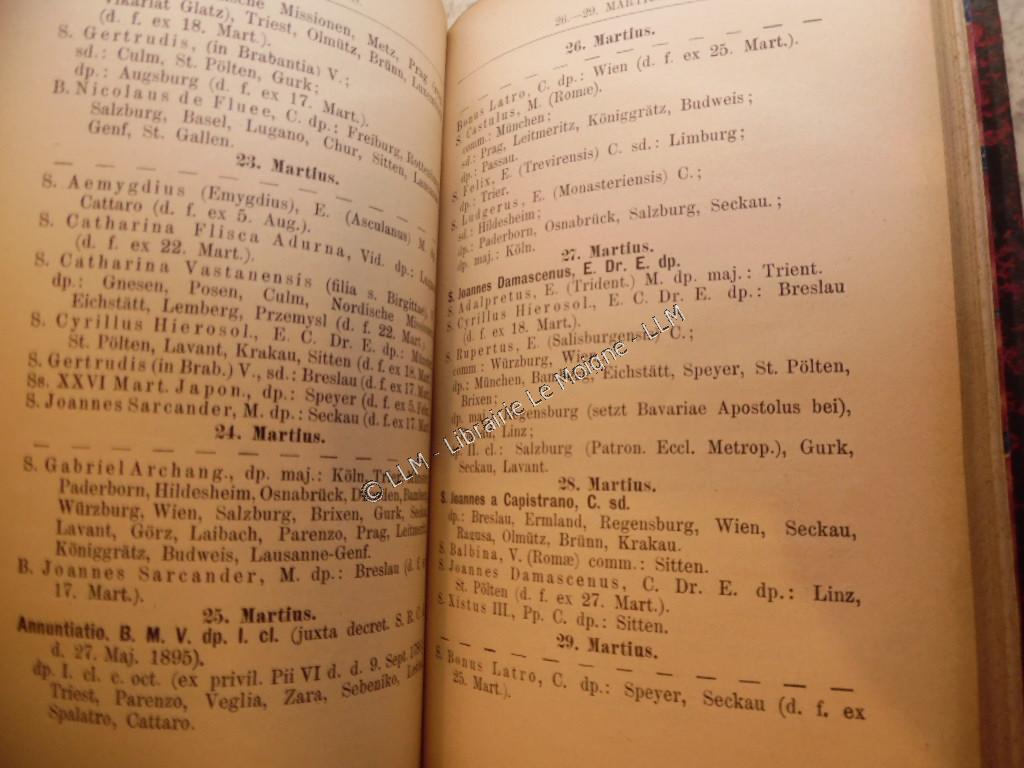 Missionen, Metz, Prag
Vikariat Glatz), Triest, Olmütz, Brünn,
(d. f. ex 18. Mart.).
S. Gertrudis, (in Brabantia) V.;
sd.: Culm, St. Pölten, Gurk;
dp.: Augsburg (d. f. ex 17. Mart.).
B. Nicolaus de Fluee, C. dp.: Freiburg,
Salzburg, Basel, Lugano, Chur, Sitten,
Genf, St. Gallen.
23. Martius.
S. Aemygdius (Emygdius), E. (Asculanus) M.
Cattaro (d. f. ex 5. Aug.).
S. Catharina Flisca Adurna, Vid. dp.:
(d. f. ex 22. Mart.).
S. Catharina Vastanensis (filia s. Birgittae),
dp.: Gnesen, Posen, Culm, Nordische
Eichstätt, Lemberg, Przemysl (d. f. 22. Mart.).
S. Cyrillus Hierosol., E. C. Dr. E. dp.:
St. Pölten, Lavant, Krakau, Sitten (d. f. ex 18.
S. Gertrudis (in Brab.) V., sd.: Breslau (d. f. ex 17.
Ss. XXVI Mart. Japon., dp.: Speyer (d. f. ex 5.
S. Joannes Sarcander, M. dp.: Seckau (d. f. ex 17.
24. Martius.
S. Gabriel Archang., dp. maj.: Köln,
Paderborn, Hildesheim, Osnabrück,
Würzburg, Wien, Salzburg, Brixen, Gurk,
Lavant, Görz, Laibach, Parenzo, Prag,
Königgrätz, Budweis, Lausanne-Genf.
B. Joannes Sarcander, M. dp.: Breslau (d. f.
17. Mart.).
25. Martius.
Annuntiatio. B. M. V. dp. I. cl. (juxta decret. S. R. C.
d. 27. Maj. 1895).
dp. I. cl. c. oct. (ex privil. Pii VI d. d. 9. Sept.
Triest, Parenzo, Veglia, Zara, Sebeniko,
Spalatro, Cattaro.
26.—29. MARTIUS
26. Martius.
Bonus Latro, C. dp.: Wien (d. f. ex 25. Mart.).
S. Castulus, M. (Romæ).
comm.: München;
sd.: Prag, Leitmeritz, Königgrätz, Budweis;
dp.: Passau.
S. Felix, E. (Trevirensis) C. sd.: Limburg;
dp.: Trier.
S. Ludgerus, E. (Monasteriensis) C.;
sd.: Hildesheim;
dp.: Paderborn, Osnabrück, Salzburg, Seckau.;
dp. maj.: Köln.
27. Martius.
S. Joannes Damascenus, E. Dr. E. dp.
S. Adalpretus, E. (Trident.) M. dp. maj.: Trient.
S. Cyrillus Hierosol., E. C. Dr. E. dp.: Breslau
(d. f. ex 18. Mart.).
S. Rupertus, E. (Salisburgensis) C.;
comm.: Würzburg, Wien
dp.: München, Eichstätt, Speyer, St. Pölten,
Brixen;
dp. maj. Regensburg (setzt Bavariae Apostolus bei),
Linz;
II. cl.: Salzburg (Patron. Eccl. Metrop.), Gurk,
Seckau, Lavant.
28. Martius.
S. Joannes a Capistrano, C. sd.
dp.: Breslau, Ermland, Regensburg, Wien, Seckau,
Ragusa, Olmütz, Brünn, Krakau.
S. Balbina, V. (Romæ) comm.: Sitten.
S. Joannes Damascenus, C. Dr. E. dp.: Linz,
St. Pölten (d. f. ex 27. Mart.).
S. Xistus III., Pp. C. dp.: Sitten.
29. Martius.
S. Bonus Latro, C. dp.: Speyer, Seckau (d. f. ex
25. Mart.).
© LLM - Librairie Le Moigne - LLM